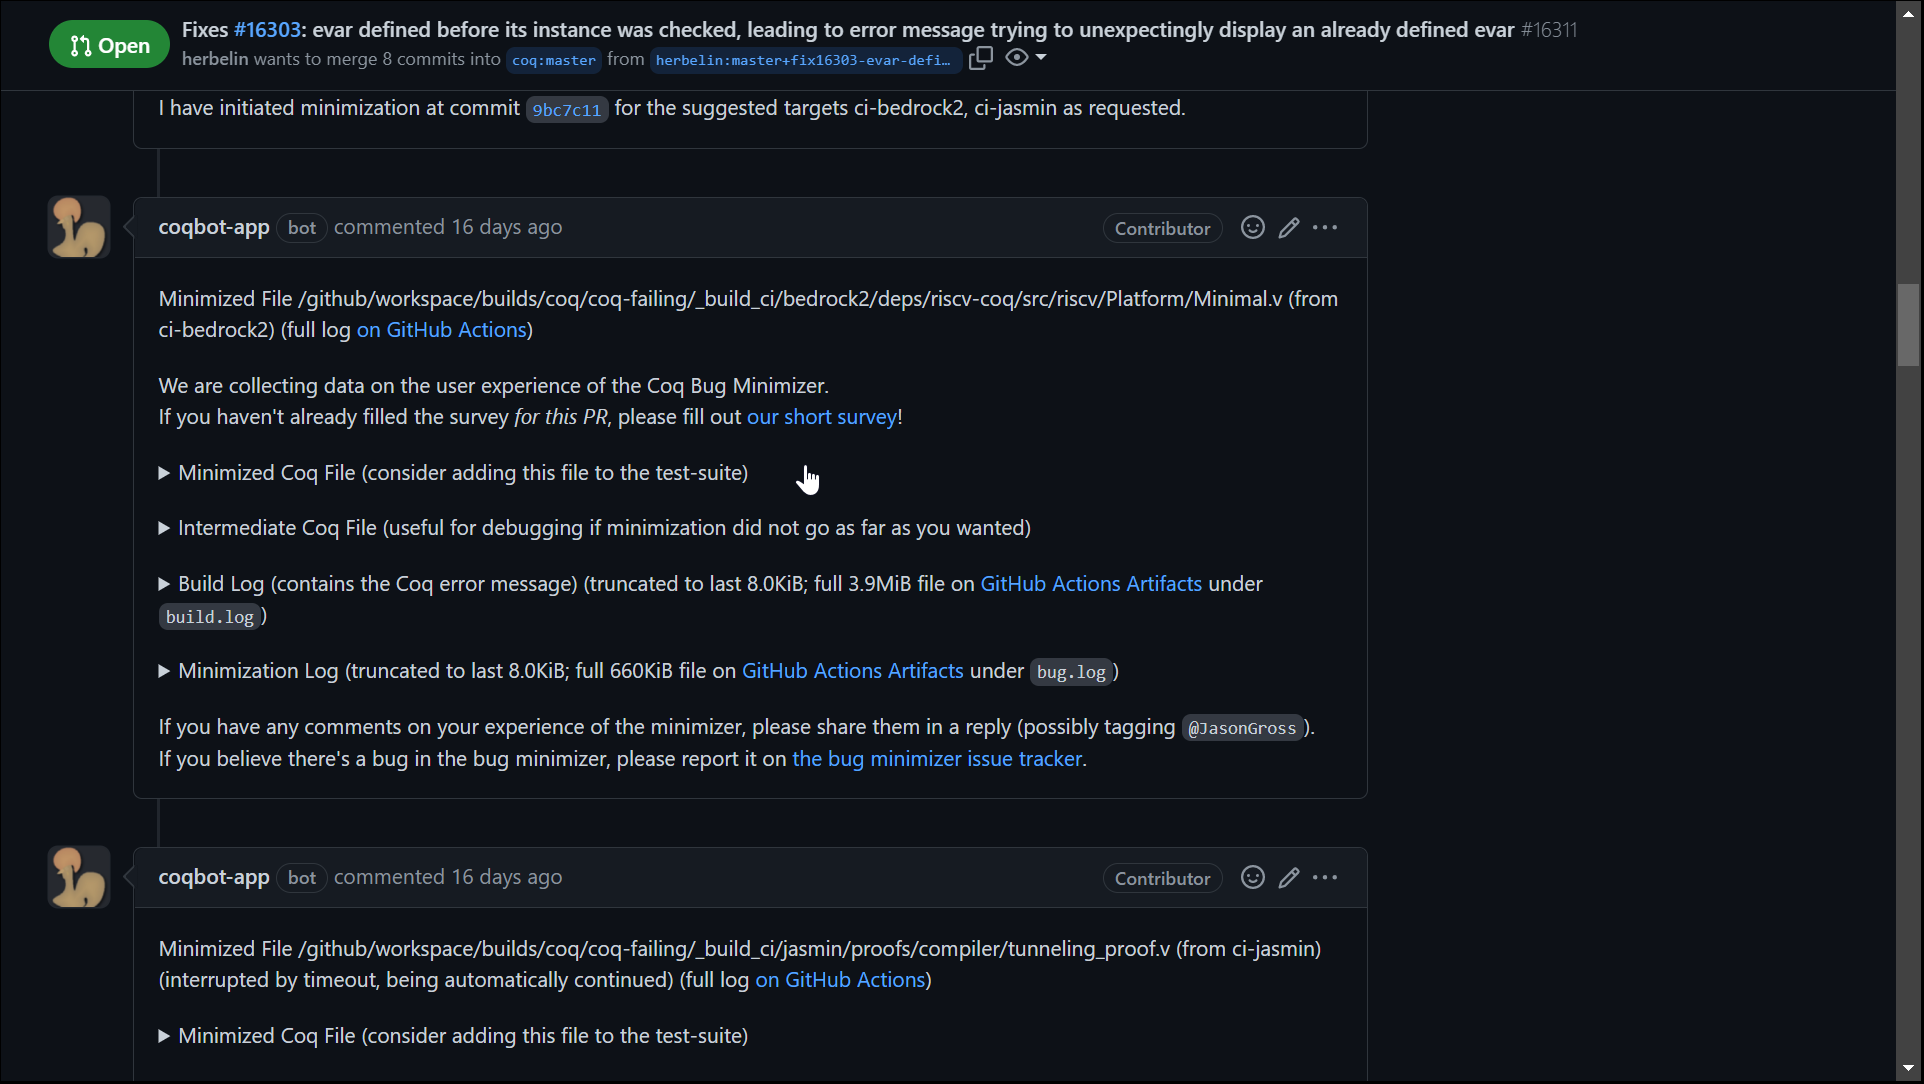 Open
Fixes #16303: evar defined before its instance was checked, leading to error message trying to unexpectingly display an already defined evar #16311
herbelin wants to merge 8 commits into coq:master from herbelin:master+fix16303-evar-defi…
I have initiated minimization at commit 9bc7c11 for the suggested targets ci-bedrock2, ci-jasmin as requested.
coqbot-app bot commented 16 days ago Contributor
Minimized File /github/workspace/builds/coq/coq-failing/_build_ci/bedrock2/deps/riscv-coq/src/riscv/Platform/Minimal.v (from
ci-bedrock2) (full log on GitHub Actions)
We are collecting data on the user experience of the Coq Bug Minimizer.
If you haven't already filled the survey for this PR, please fill out our short survey!
Minimized Coq File (consider adding this file to the test-suite)
Intermediate Coq File (useful for debugging if minimization did not go as far as you wanted)
Build Log (contains the Coq error message) (truncated to last 8.0KiB; full 3.9MiB file on GitHub Actions Artifacts under
build.log)
Minimization Log (truncated to last 8.0KiB; full 660KiB file on GitHub Actions Artifacts under bug.log)
If you have any comments on your experience of the minimizer, please share them in a reply (possibly tagging @JasonGross).
If you believe there's a bug in the bug minimizer, please report it on the bug minimizer issue tracker.
coqbot-app bot commented 16 days ago Contributor
Minimized File /github/workspace/builds/coq/coq-failing/_build_ci/jasmin/proofs/compiler/tunneling_proof.v (from ci-jasmin)
(interrupted by timeout, being automatically continued) (full log on GitHub Actions)
Minimized Coq File (consider adding this file to the test-suite)